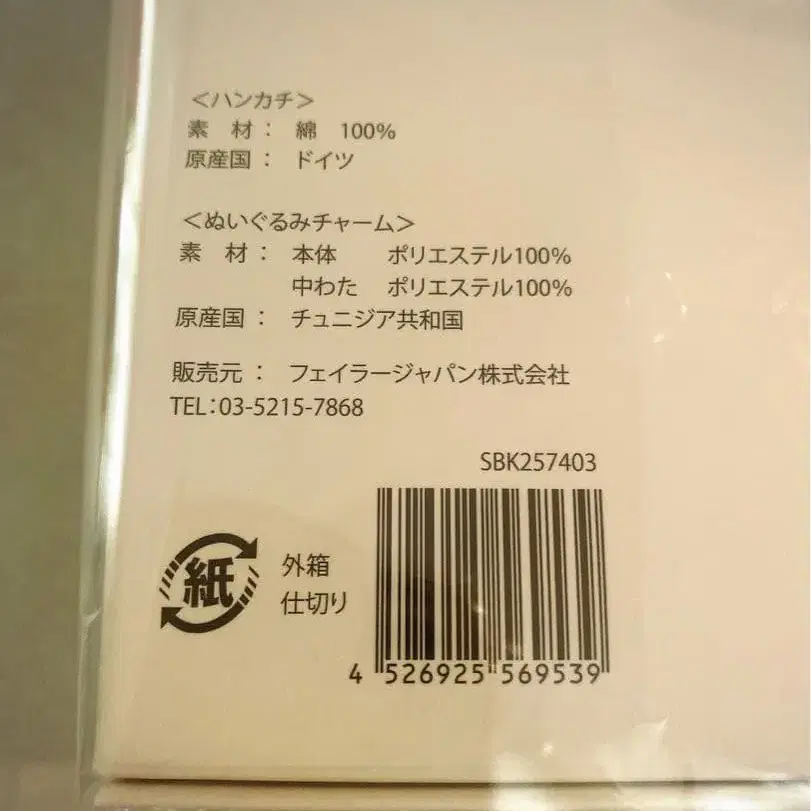 ＜ハンカチ＞
素　材： 綿　100%
原産国： ドイツ
＜ぬいぐるみチャーム＞
素　材： 本体　ポリエステル100%
中わた　ポリエステル100%
原産国： チュニジア共和国
販売元： フェイラージャパン株式会社
TEL：03-5215-7868
SBK257403
紙
外箱
仕切り
4 526925 569539